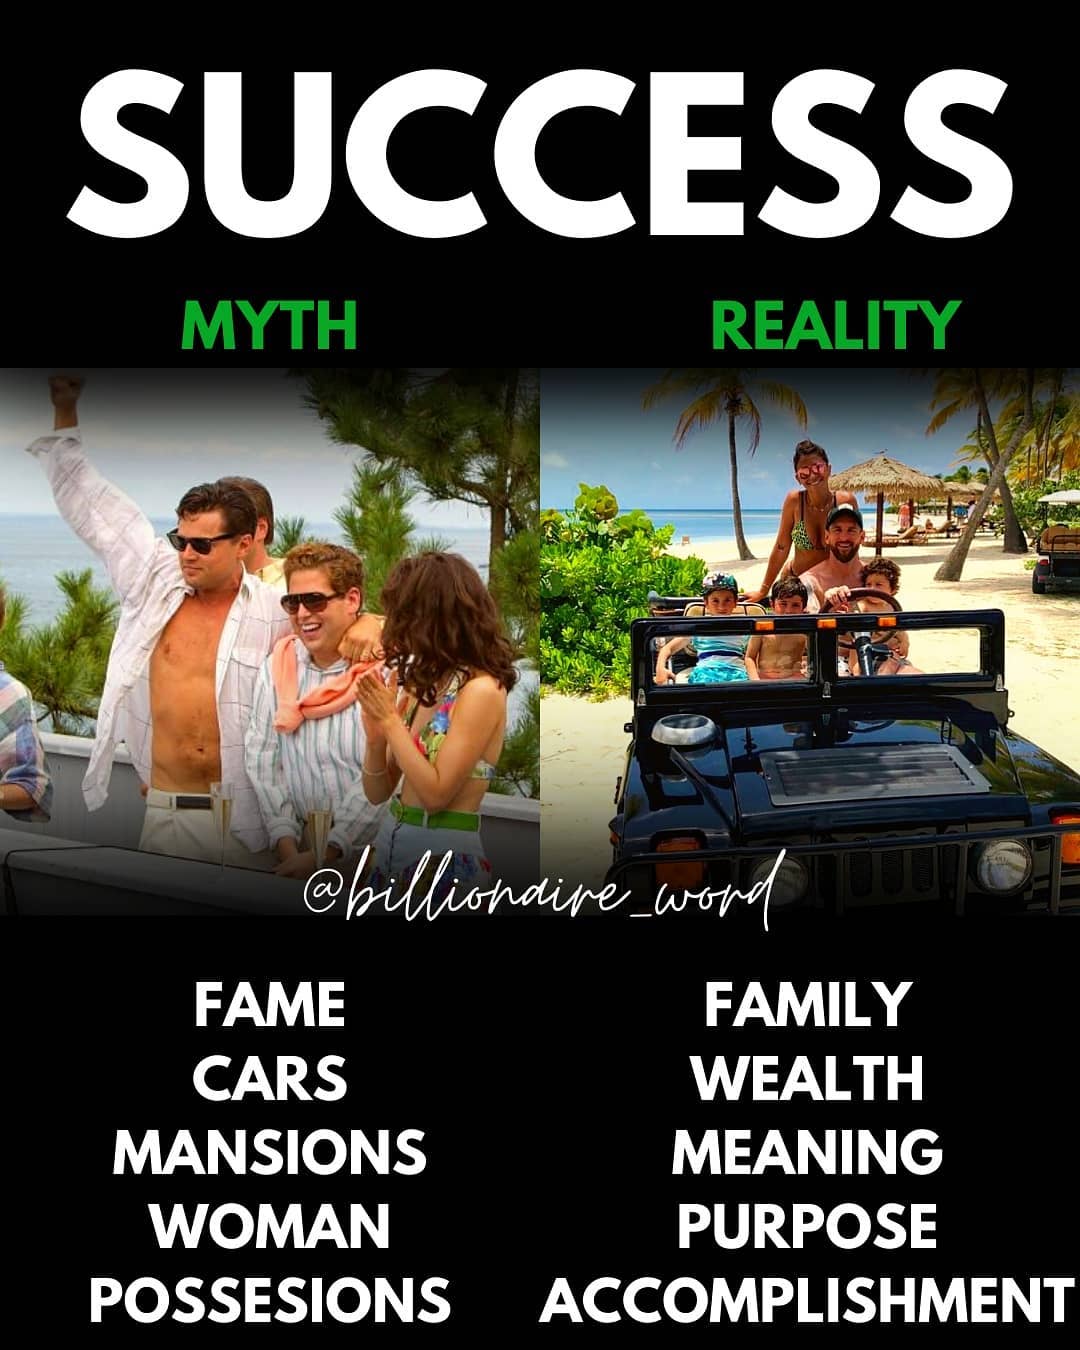 SUCCESS
MYTH
REALITY
@billionaire_word
FAME
CARS
MANSIONS
WOMAN
POSSESIONS
FAMILY
WEALTH
MEANING
PURPOSE
ACCOMPLISHMENT